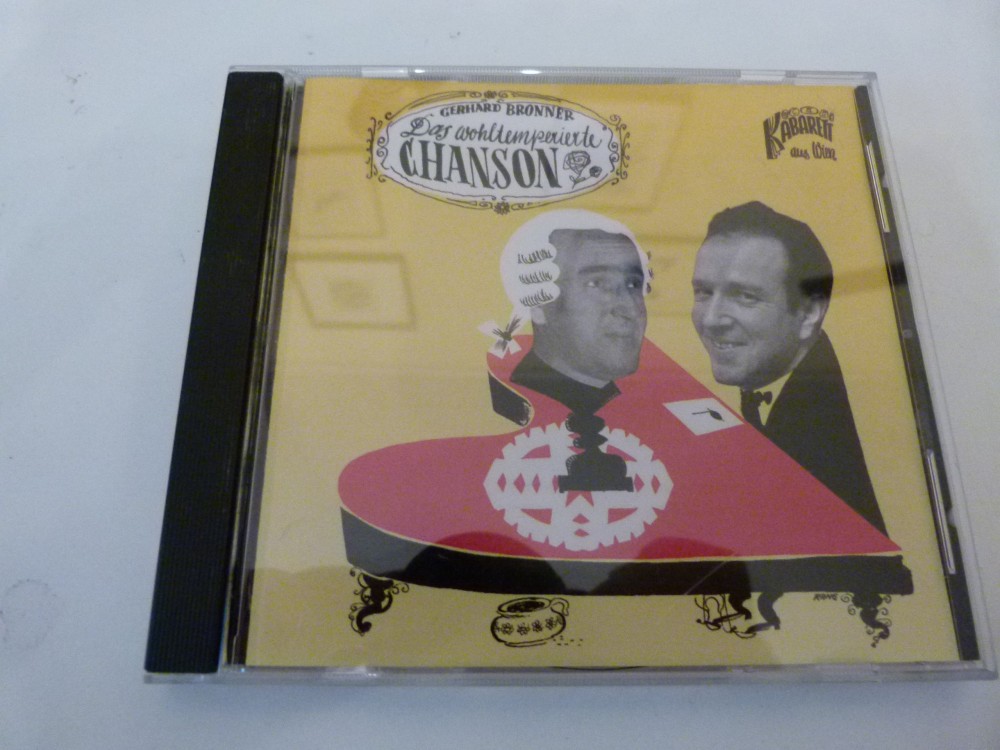 GERHARD BRONNER
Das wohltemperierte
CHANSON
KABARETT
aus Wien